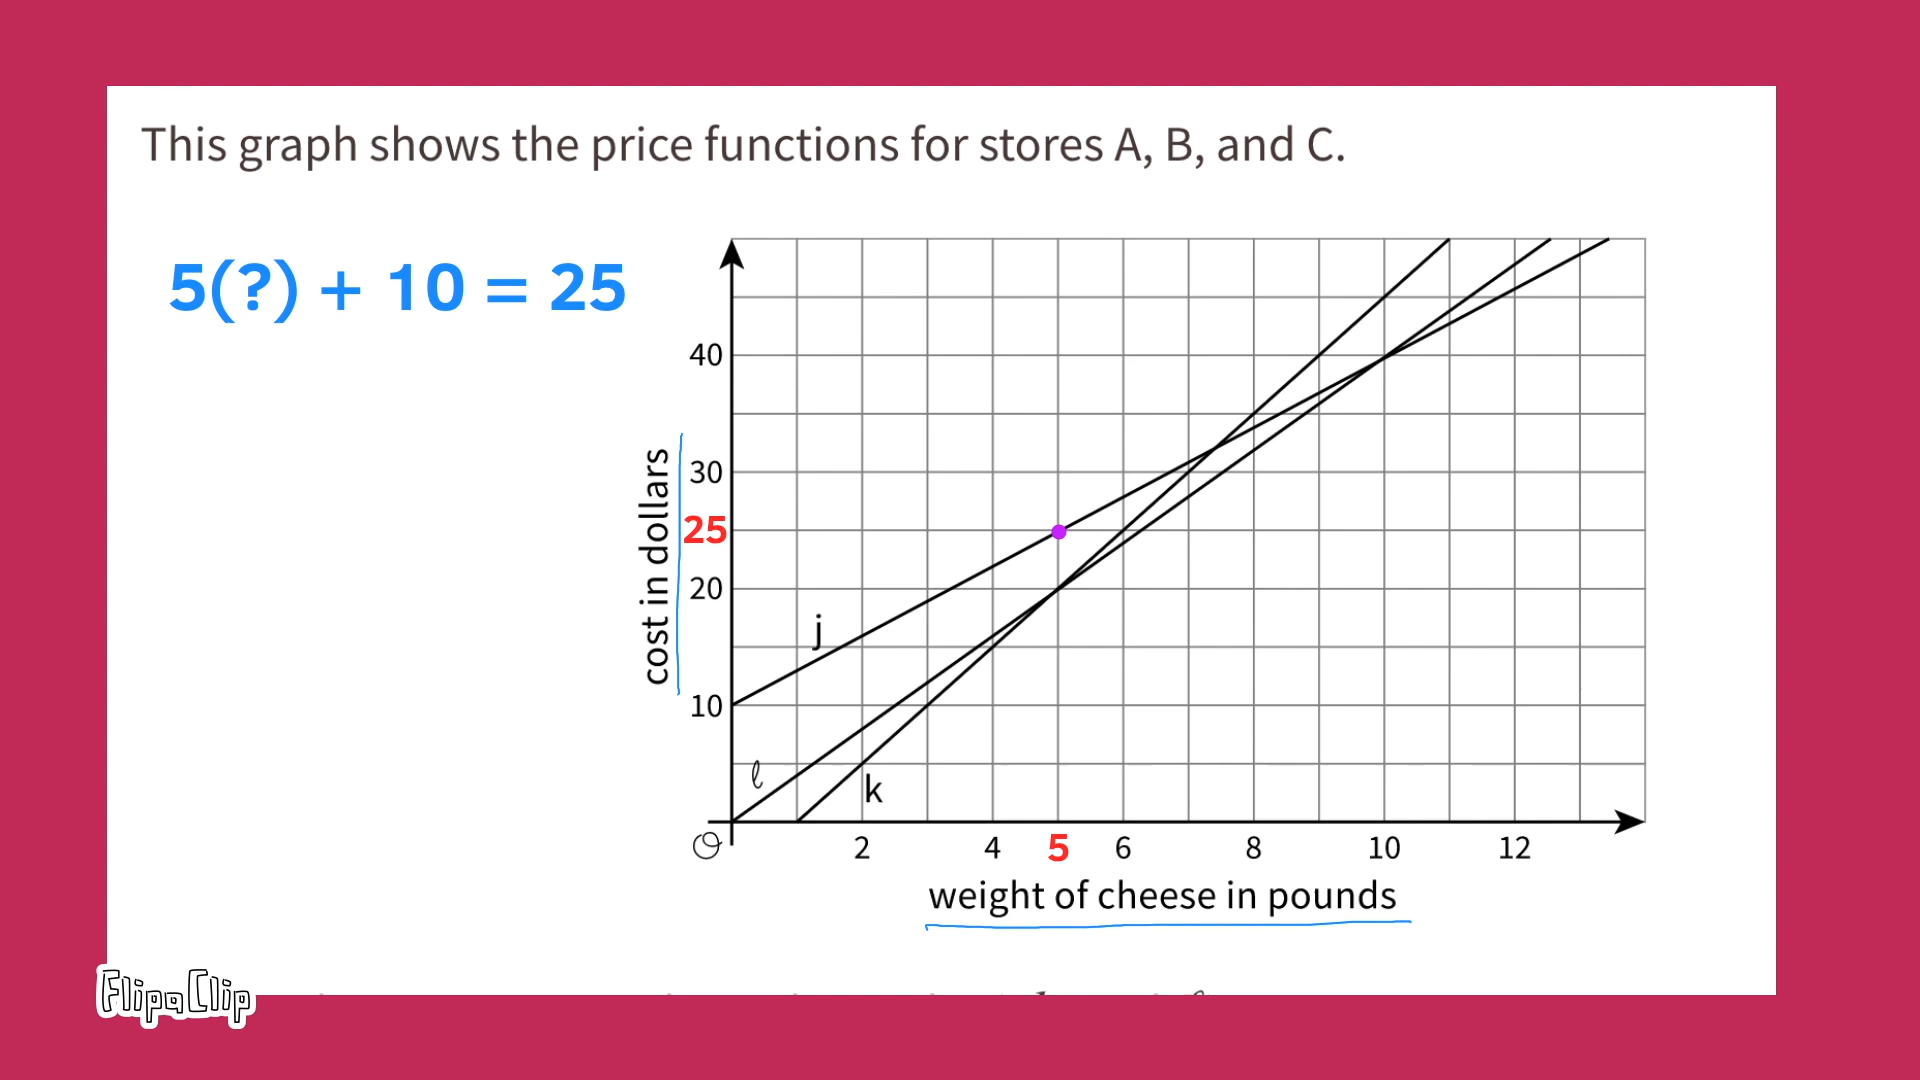 This graph shows the price functions for stores A, B, and C.
5(?) + 10 = 25
cost in dollars
40
30
25
20
10
j
ℓ
k
O
2 4 5 6 8 10 12
weight of cheese in pounds
FlipaClip